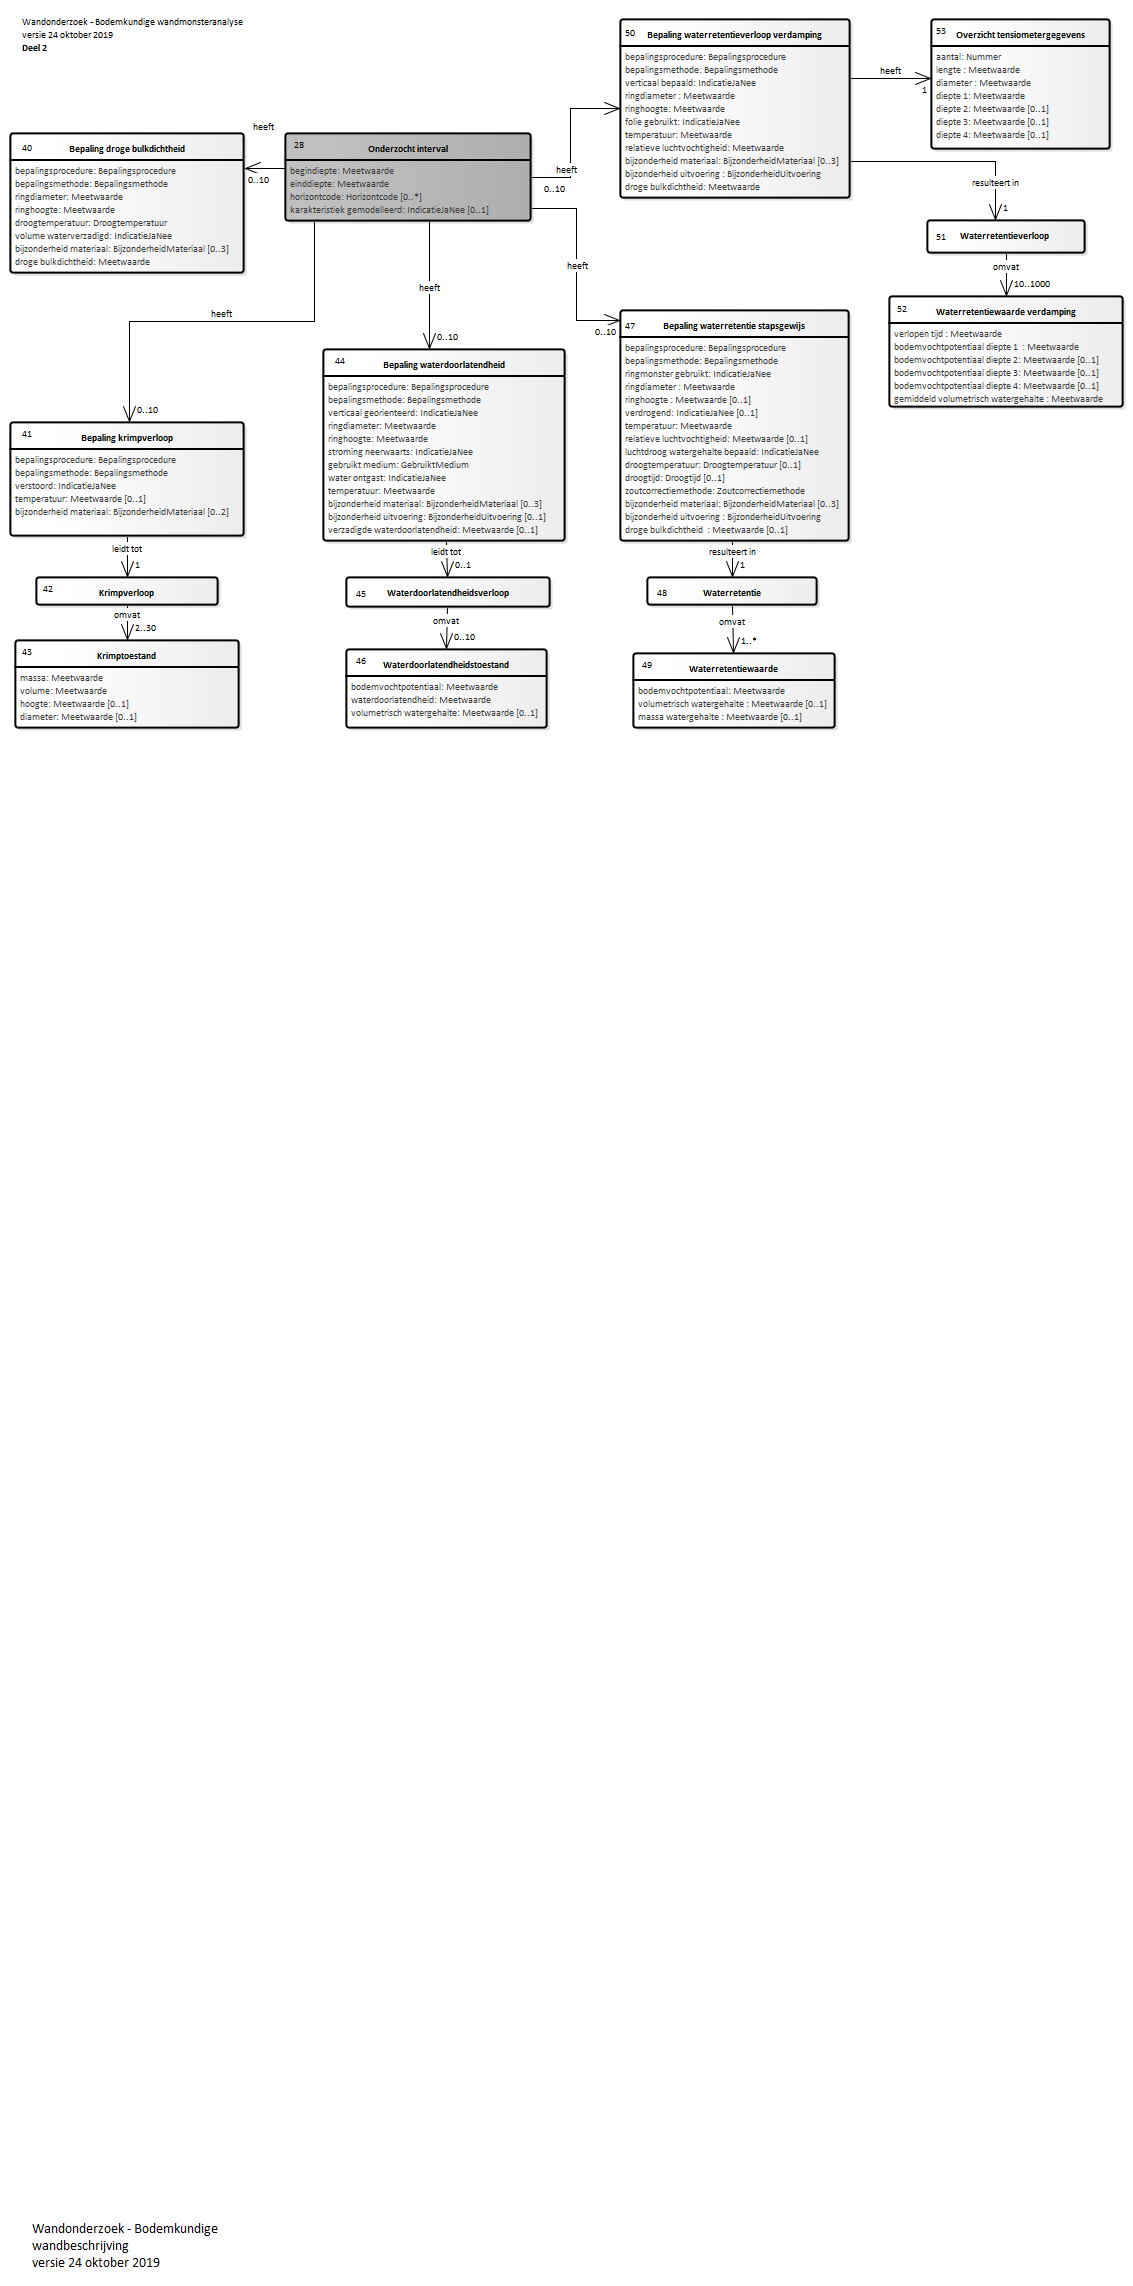 Wandonderzoek - Bodemkundige wandmonsteranalyse
versie 24 oktober 2019
Deel 2
50 Bepaling waterretentieverloop verdamping
bepalingsprocedure: Bepalingsprocedure
bepalingsmethode: Bepalingsmethode
verticaal bepaald: IndicatieJaNee
ringdiameter : Meetwaarde
ringhoogte: Meetwaarde
folie gebruikt: IndicatieJaNee
temperatuur: Meetwaarde
relatieve luchtvochtigheid: Meetwaarde
bijzonderheid materiaal: BijzonderheidMateriaal [0..3]
bijzonderheid uitvoering : BijzonderheidUitvoering
droge bulkdichtheid: Meetwaarde
heeft
1
53 Overzicht tensiometergegevens
aantal: Nummer
lengte : Meetwaarde
diameter : Meetwaarde
diepte 1: Meetwaarde
diepte 2: Meetwaarde [0..1]
diepte 3: Meetwaarde [0..1]
diepte 4: Meetwaarde [0..1]
heeft
0..10
40 Bepaling droge bulkdichtheid
bepalingsprocedure: Bepalingsprocedure
bepalingsmethode: Bepalingsmethode
ringdiameter: Meetwaarde
ringhoogte: Meetwaarde
droogtemperatuur: Droogtemperatuur
volume waterverzadigd: IndicatieJaNee
bijzonderheid materiaal: BijzonderheidMateriaal [0..3]
droge bulkdichtheid: Meetwaarde
28 Onderzocht interval
begindiepte: Meetwaarde
einddiepte: Meetwaarde
horizontcode: Horizontcode [0..*]
karakteristiek gemodelleerd: IndicatieJaNee [0..1]
heeft
0..10
resulteert in
1
51 Waterretentieverloop
omvat
10..1000
52 Waterretentiewaarde verdamping
verlopen tijd : Meetwaarde
bodemvochtpotentiaal diepte 1 : Meetwaarde
bodemvochtpotentiaal diepte 2: Meetwaarde [0..1]
bodemvochtpotentiaal diepte 3: Meetwaarde [0..1]
bodemvochtpotentiaal diepte 4: Meetwaarde [0..1]
gemiddeld volumetrisch watergehalte : Meetwaarde
heeft
0..10
heeft
0..10
heeft
0..10
41 Bepaling krimpverloop
bepalingsprocedure: Bepalingsprocedure
bepalingsmethode: Bepalingsmethode
verstoord: IndicatieJaNee
temperatuur: Meetwaarde [0..1]
bijzonderheid materiaal: BijzonderheidMateriaal [0..2]
leidt tot
1
42 Krimpverloop
omvat
2..30
43 Krimptoestand
massa: Meetwaarde
volume: Meetwaarde
hoogte: Meetwaarde [0..1]
diameter: Meetwaarde [0..1]
44 Bepaling waterdoorlatendheid
bepalingsprocedure: Bepalingsprocedure
bepalingsmethode: Bepalingsmethode
verticaal georienteerd: IndicatieJaNee
ringdiameter: Meetwaarde
ringhoogte: Meetwaarde
stroming neerwaarts: IndicatieJaNee
gebruikt medium: GebruiktMedium
water ontgast: IndicatieJaNee
temperatuur: Meetwaarde
bijzonderheid materiaal: BijzonderheidMateriaal [0..3]
bijzonderheid uitvoering: BijzonderheidUitvoering [0..1]
verzadigde waterdoorlatendheid: Meetwaarde [0..1]
leidt tot
0..1
45 Waterdoorlatendheidsverloop
omvat
0..10
46 Waterdoorlatendheidstoestand
bodemvochtpotentiaal: Meetwaarde
waterdoorlatendheid: Meetwaarde
volumetrisch watergehalte: Meetwaarde [0..1]
47 Bepaling waterretentie stapsgewijs
bepalingsprocedure: Bepalingsprocedure
bepalingsmethode: Bepalingsmethode
ringmonster gebruikt: IndicatieJaNee
ringdiameter : Meetwaarde
ringhoogte : Meetwaarde [0..1]
verdrogend: IndicatieJaNee [0..1]
temperatuur: Meetwaarde
relatieve luchtvochtigheid: Meetwaarde [0..1]
luchtdroog watergehalte bepaald: IndicatieJaNee
droogtemperatuur: Droogtemperatuur [0..1]
droogtijd: Droogtijd [0..1]
zoutcorrectiemethode: Zoutcorrectiemethode
bijzonderheid materiaal: BijzonderheidMateriaal [0..3]
bijzonderheid uitvoering : BijzonderheidUitvoering
droge bulkdichtheid : Meetwaarde [0..1]
resulteert in
1
48 Waterretentie
omvat
1..*
49 Waterretentiewaarde
bodemvochtpotentiaal: Meetwaarde
volumetrisch watergehalte : Meetwaarde [0..1]
massa watergehalte : Meetwaarde [0..1]
Wandonderzoek - Bodemkundige
wandbeschrijving
versie 24 oktober 2019